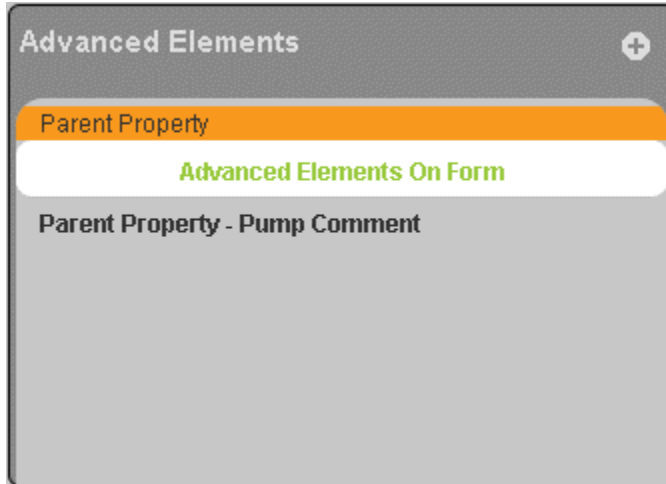 Advanced Elements
Parent Property
Advanced Elements On Form
Parent Property - Pump Comment